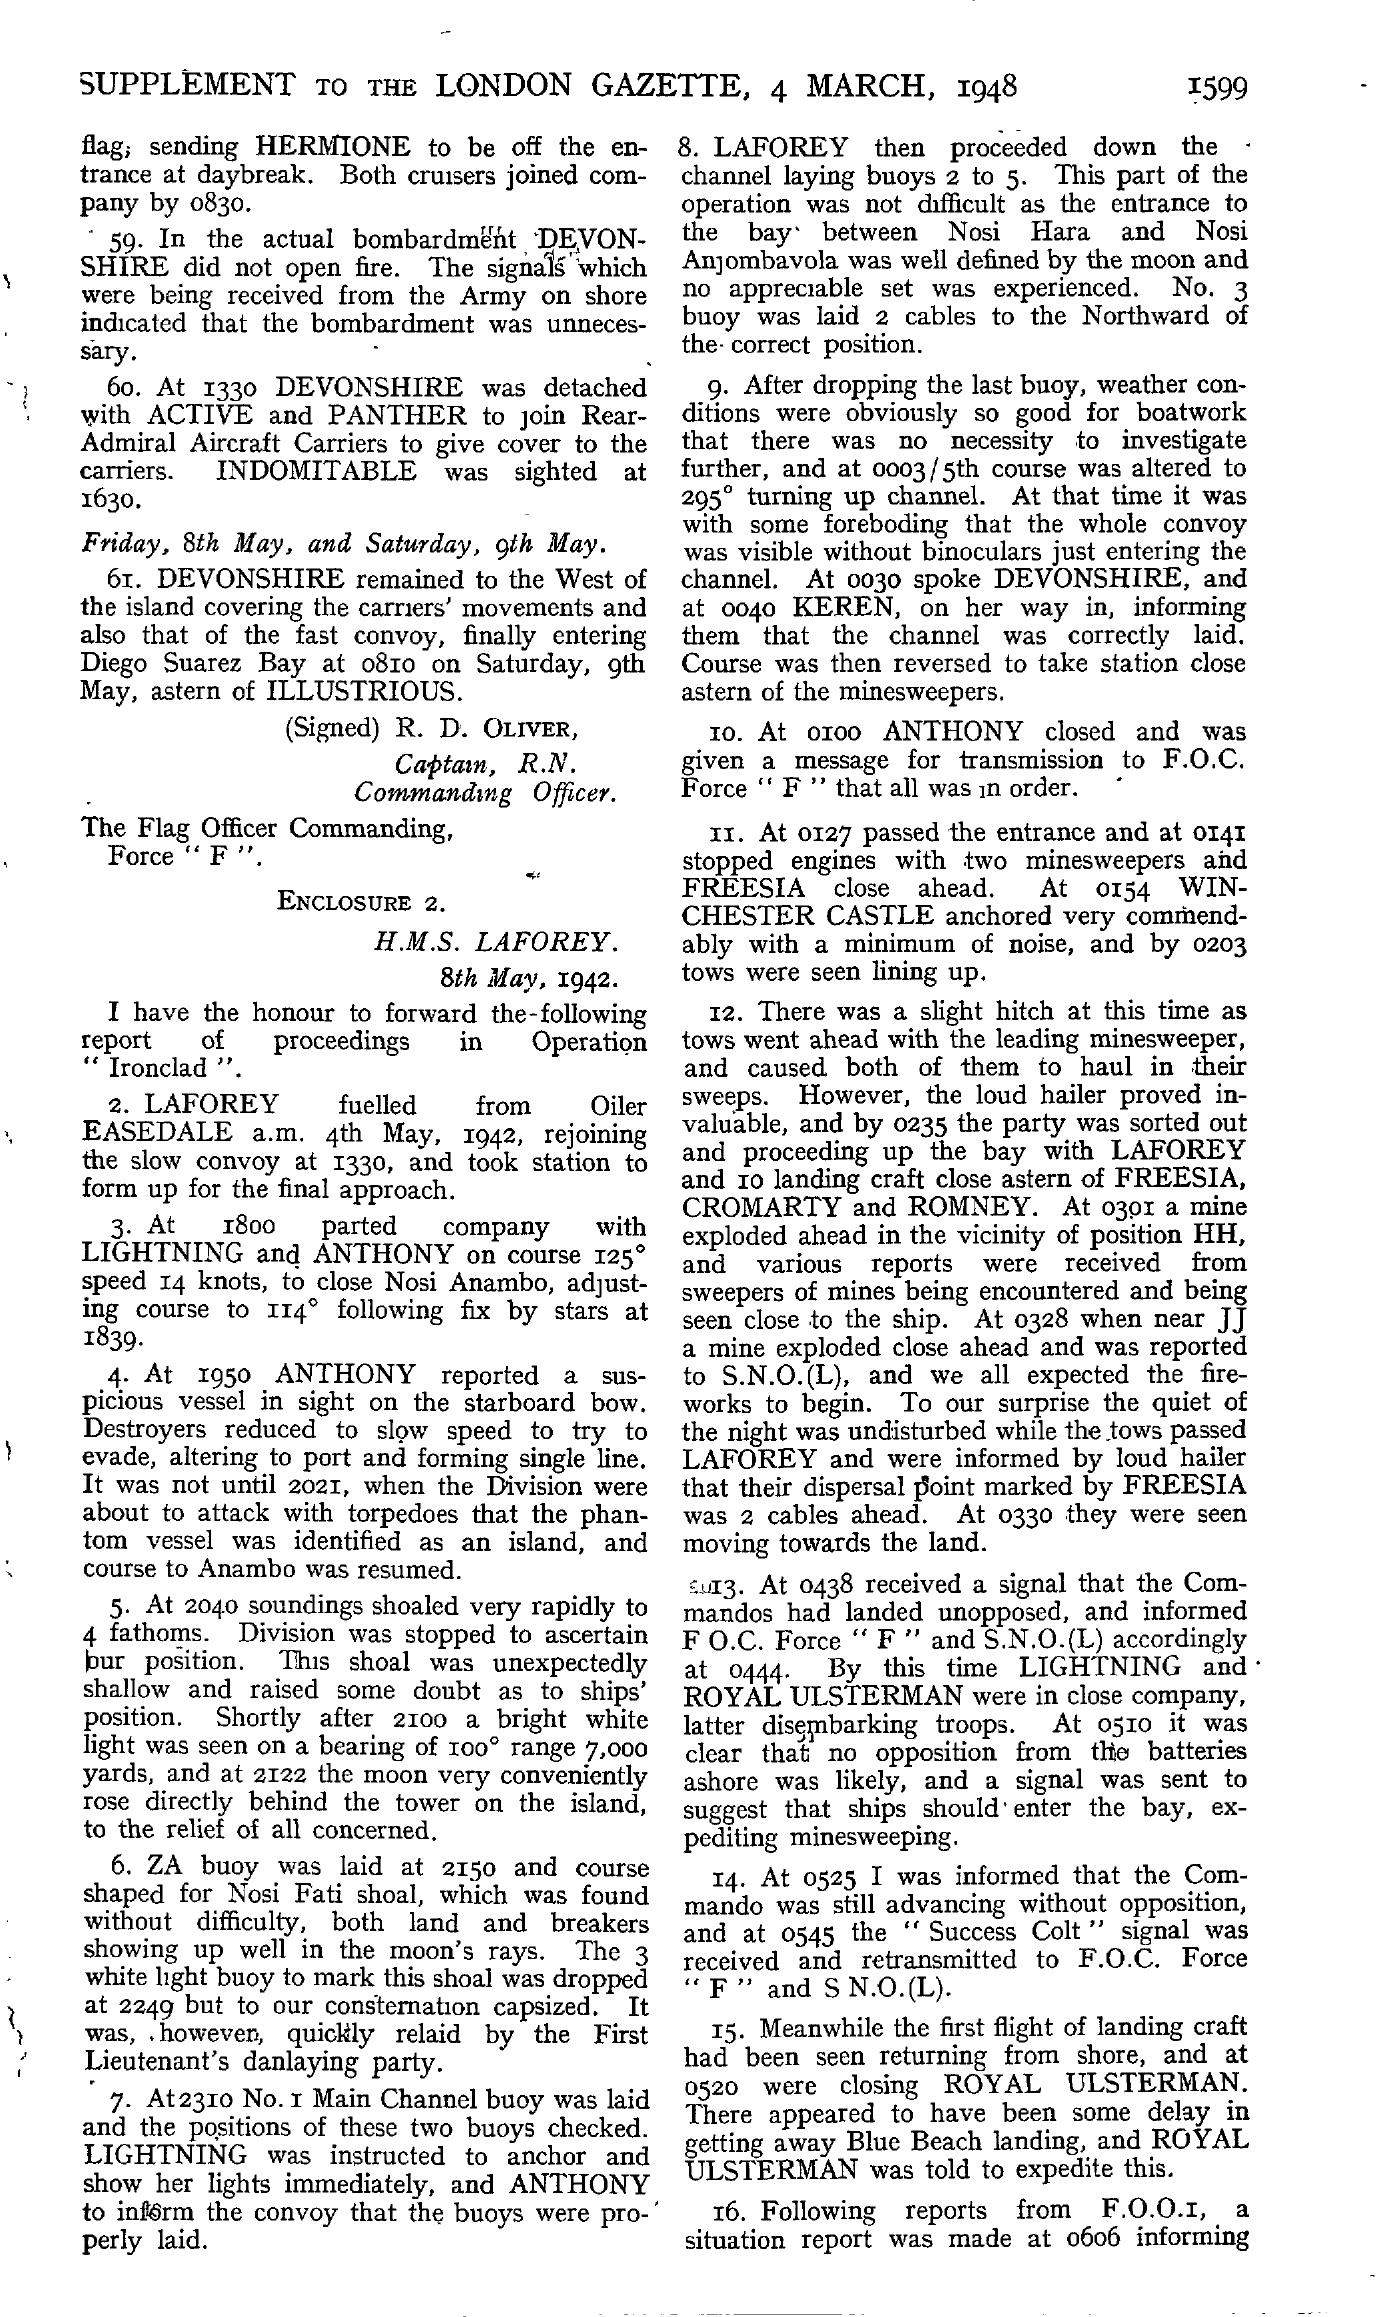 SUPPLEMENT TO THE LONDON GAZETTE, 4 MARCH, 1948 1599
flag, sending HERMIONE to be off the en-
trance at daybreak. Both cruisers joined com-
pany by 0830.
59. In the actual bombardment DEVON-
SHIRE did not open fire. The signals which
were being received from the Army on shore
indicated that the bombardment was unneces-
sary.
60. At 1330 DEVONSHIRE was detached
with ACTIVE and PANTHER to join Rear-
Admiral Aircraft Carriers to give cover to the
carriers. INDOMITABLE was sighted at
1630.
Friday, 8th May, and Saturday, 9th May.
61. DEVONSHIRE remained to the West of
the island covering the carriers' movements and
also that of the fast convoy, finally entering
Diego Suarez Bay at 0810 on Saturday, 9th
May, astern of ILLUSTRIOUS.
(Signed) R. D. OLIVER,
Captain, R.N.
Commanding Officer.
The Flag Officer Commanding,
Force " F ".
ENCLOSURE 2.
H.M.S. LAFOREY.
8th May, 1942.
I have the honour to forward the following
report of proceedings in Operation
" Ironclad ".
2. LAFOREY fuelled from Oiler
EASEDALE a.m. 4th May, 1942, rejoining
the slow convoy at 1330, and took station to
form up for the final approach.
3. At 1800 parted company with
LIGHTNING and ANTHONY on course 125°
speed 14 knots, to close Nosi Anambo, adjust-
ing course to 114° following fix by stars at
1839.
4. At 1950 ANTHONY reported a sus-
picious vessel in sight on the starboard bow.
Destroyers reduced to slow speed to try to
evade, altering to port and forming single line.
It was not until 2021, when the Division were
about to attack with torpedoes that the phan-
tom vessel was identified as an island, and
course to Anambo was resumed.
5. At 2040 soundings shoaled very rapidly to
4 fathoms. Division was stopped to ascertain
our position. This shoal was unexpectedly
shallow and raised some doubt as to ships'
position. Shortly after 2100 a bright white
light was seen on a bearing of 100° range 7,000
yards, and at 2122 the moon very conveniently
rose directly behind the tower on the island,
to the relief of all concerned.
6. ZA buoy was laid at 2150 and course
shaped for Nosi Fati shoal, which was found
without difficulty, both land and breakers
showing up well in the moon's rays. The 3
white light buoy to mark this shoal was dropped
at 2249 but to our consternation capsized. It
was, however, quickly relaid by the First
Lieutenant's danlaying party.
7. At 2310 No. 1 Main Channel buoy was laid
and the positions of these two buoys checked.
LIGHTNING was instructed to anchor and
show her lights immediately, and ANTHONY
to inform the convoy that the buoys were pro-
perly laid.
8. LAFOREY then proceeded down the
channel laying buoys 2 to 5. This part of the
operation was not difficult as the entrance to
the bay between Nosi Hara and Nosi
Anjombavola was well defined by the moon and
no appreciable set was experienced. No. 3
buoy was laid 2 cables to the Northward of
the correct position.
9. After dropping the last buoy, weather con-
ditions were obviously so good for boatwork
that there was no necessity to investigate
further, and at 0003/5th course was altered to
295° turning up channel. At that time it was
with some foreboding that the whole convoy
was visible without binoculars just entering the
channel. At 0030 spoke DEVONSHIRE, and
at 0040 KEREN, on her way in, informing
them that the channel was correctly laid.
Course was then reversed to take station close
astern of the minesweepers.
10. At 0100 ANTHONY closed and was
given a message for transmission to F.O.C.
Force " F " that all was in order.
11. At 0127 passed the entrance and at 0141
stopped engines with two minesweepers and
FREESIA close ahead. At 0154 WIN-
CHESTER CASTLE anchored very commend-
ably with a minimum of noise, and by 0203
tows were seen lining up.
12. There was a slight hitch at this time as
tows went ahead with the leading minesweeper,
and caused both of them to haul in their
sweeps. However, the loud hailer proved in-
valuable, and by 0235 the party was sorted out
and proceeding up the bay with LAFOREY
and 10 landing craft close astern of FREESIA,
CROMARTY and ROMNEY. At 0301 a mine
exploded ahead in the vicinity of position HH,
and various reports were received from
sweepers of mines being encountered and being
seen close to the ship. At 0328 when near JJ
a mine exploded close ahead and was reported
to S.N.O.(L), and we all expected the fire-
works to begin. To our surprise the quiet of
the night was undisturbed while the tows passed
LAFOREY and were informed by loud hailer
that their dispersal point marked by FREESIA
was 2 cables ahead. At 0330 they were seen
moving towards the land.
13. At 0438 received a signal that the Com-
mandos had landed unopposed, and informed
F O.C. Force " F " and S.N.O.(L) accordingly
at 0444. By this time LIGHTNING and
ROYAL ULSTERMAN were in close company,
latter disembarking troops. At 0510 it was
clear that no opposition from the batteries
ashore was likely, and a signal was sent to
suggest that ships should enter the bay, ex-
pediting minesweeping.
14. At 0525 I was informed that the Com-
mando was still advancing without opposition,
and at 0545 the " Success Colt " signal was
received and retransmitted to F.O.C. Force
" F " and S N.O.(L).
15. Meanwhile the first flight of landing craft
had been seen returning from shore, and at
0520 were closing ROYAL ULSTERMAN.
There appeared to have been some delay in
getting away Blue Beach landing, and ROYAL
ULSTERMAN was told to expedite this.
16. Following reports from F.O.O.1, a
situation report was made at 0606 informing